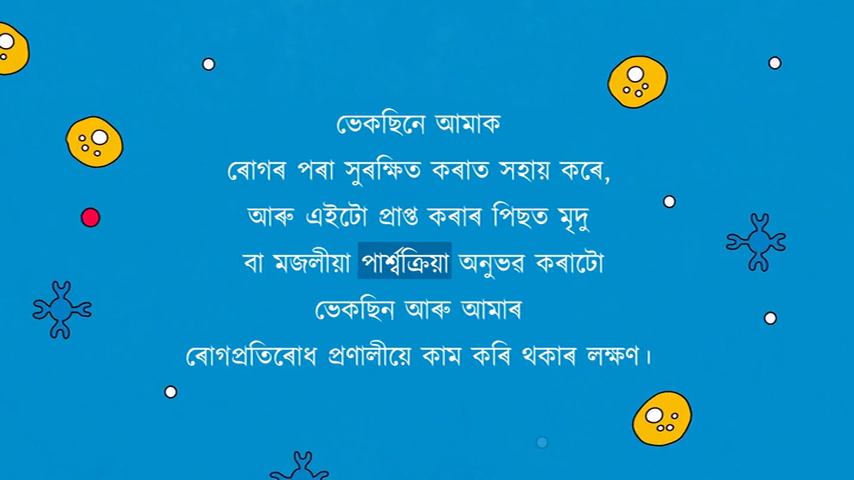 ভেকছিনে আমাক
ৰোগৰ পৰা সুৰক্ষিত কৰাত সহায় কৰে,
আৰু এইটো প্ৰাপ্ত কৰাৰ পিছত মৃদু
বা মজলীয়া পাৰ্শ্বক্ৰিয়া অনুভৱ কৰাটো
ভেকছিন আৰু আমাৰ
ৰোগপ্ৰতিৰোধ প্ৰণালীয়ে কাম কৰি থকাৰ লক্ষণ।